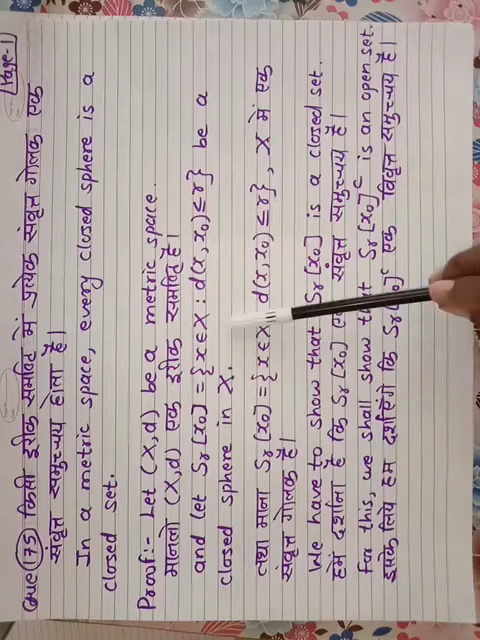 Page-1
Que 175 किसी दूरीक समष्टि में प्रत्येक संवृत्त गोलक एक
संवृत्त समुच्चय होता है।
In a metric space, every closed sphere is a
closed set.
Proof:- Let (X,d) be a metric space.
मानलो (X,d) एक दूरीक समष्टि है।
and let Sr[x₀] = {x∈X : d(x,x₀) ≤ r} be a
closed sphere in X.
तथा माना Sr[x₀] = {x∈X d(x,x₀) ≤ r}, X में एक
संवृत्त गोलक है।
We have to show that Sr[x₀] is a closed set.
हमें दर्शाना है कि Sr[x₀] एक संवृत्त समुच्चय है।
For this, we shall show that Sr[x₀]ᶜ is an open set.
इसके लिये हम दर्शाएंगे कि Sr[x₀]ᶜ एक विवृत्त समुच्चय है।